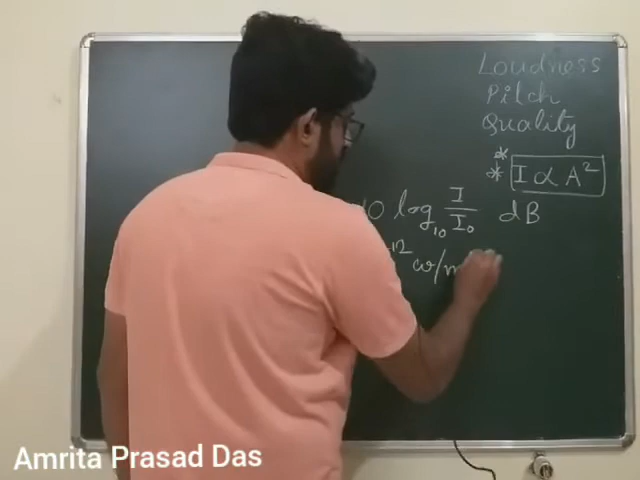 Loudness
Pitch
Quality
*
* I ∝ A²
10 log₁₀ I/I₀ dB
-12 w/m
Amrita Prasad Das